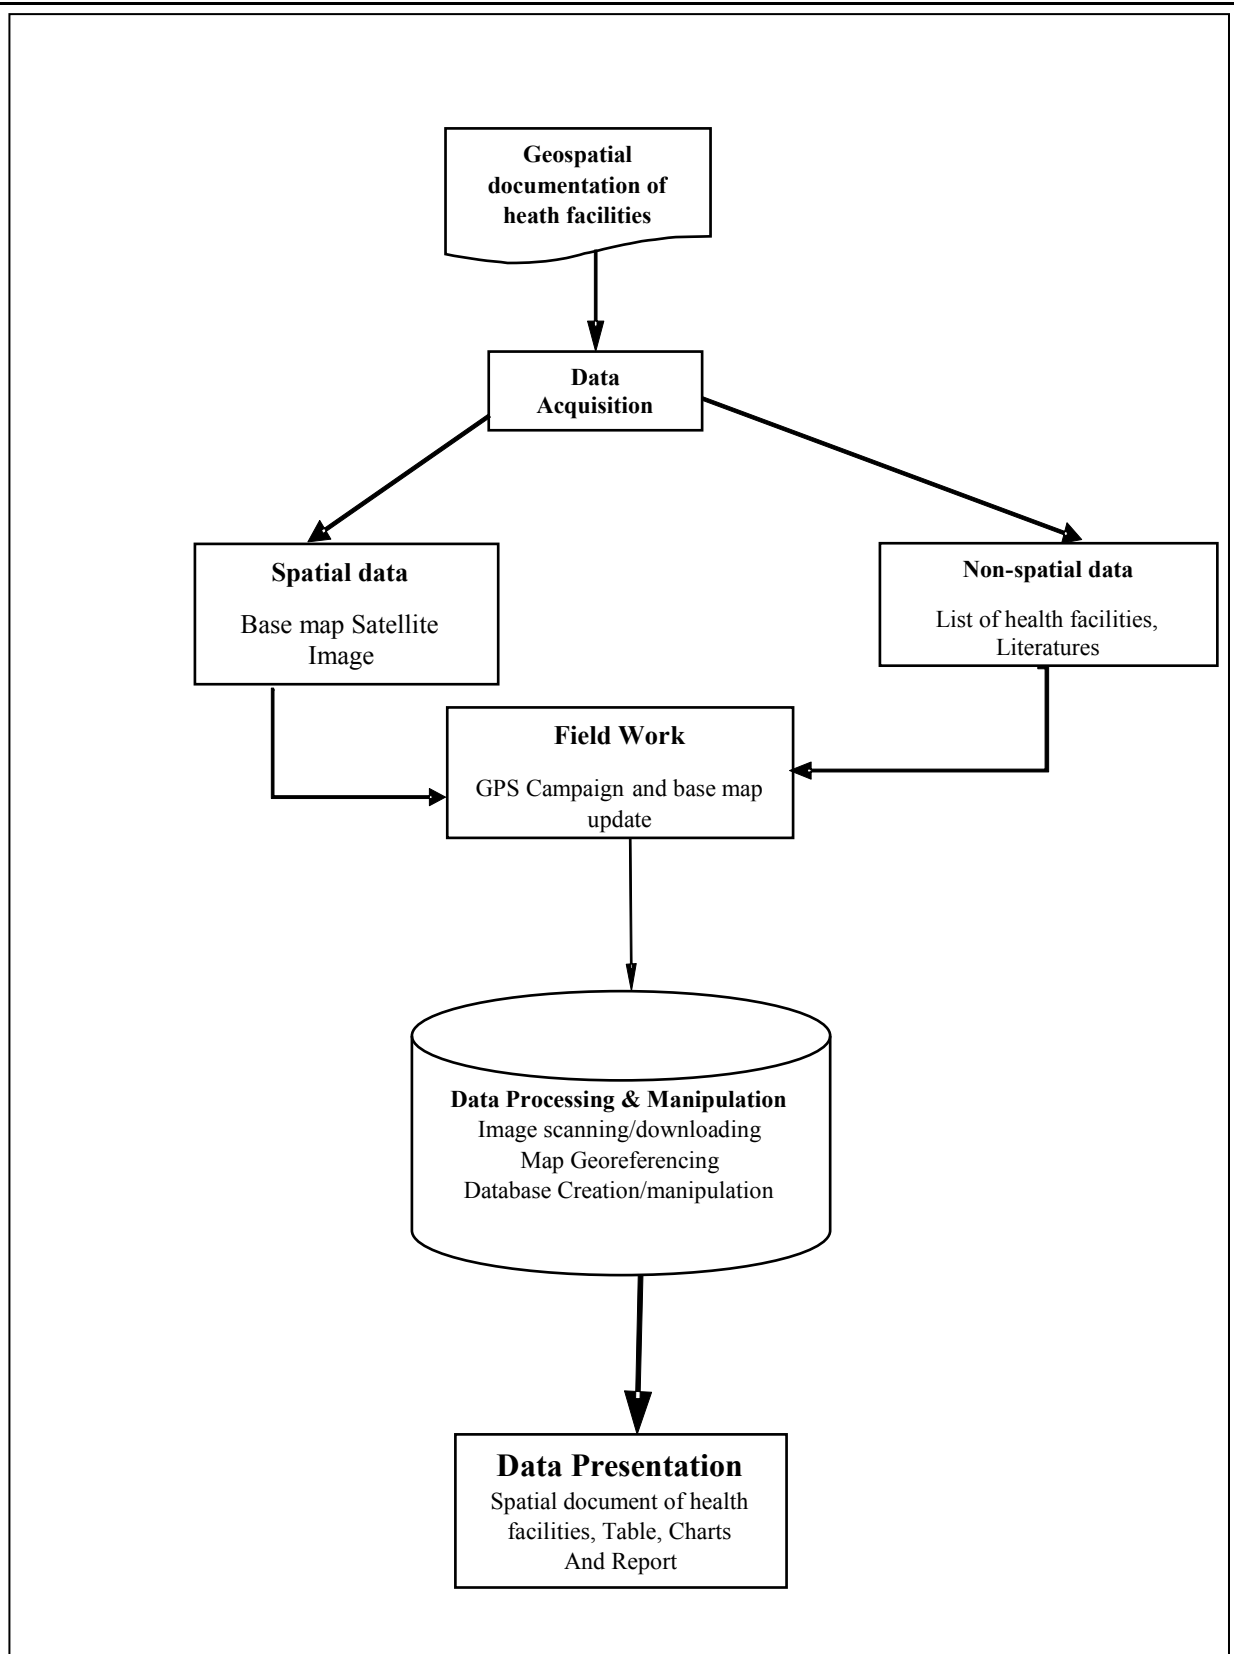 Geospatial
documentation of
heath facilities
Data
Acquisition
Spatial data
Base map Satellite
Image
Non-spatial data
List of health facilities,
Literatures
Field Work
GPS Campaign and base map
update
Data Processing & Manipulation
Image scanning/downloading
Map Georeferencing
Database Creation/manipulation
Data Presentation
Spatial document of health
facilities, Table, Charts
And Report